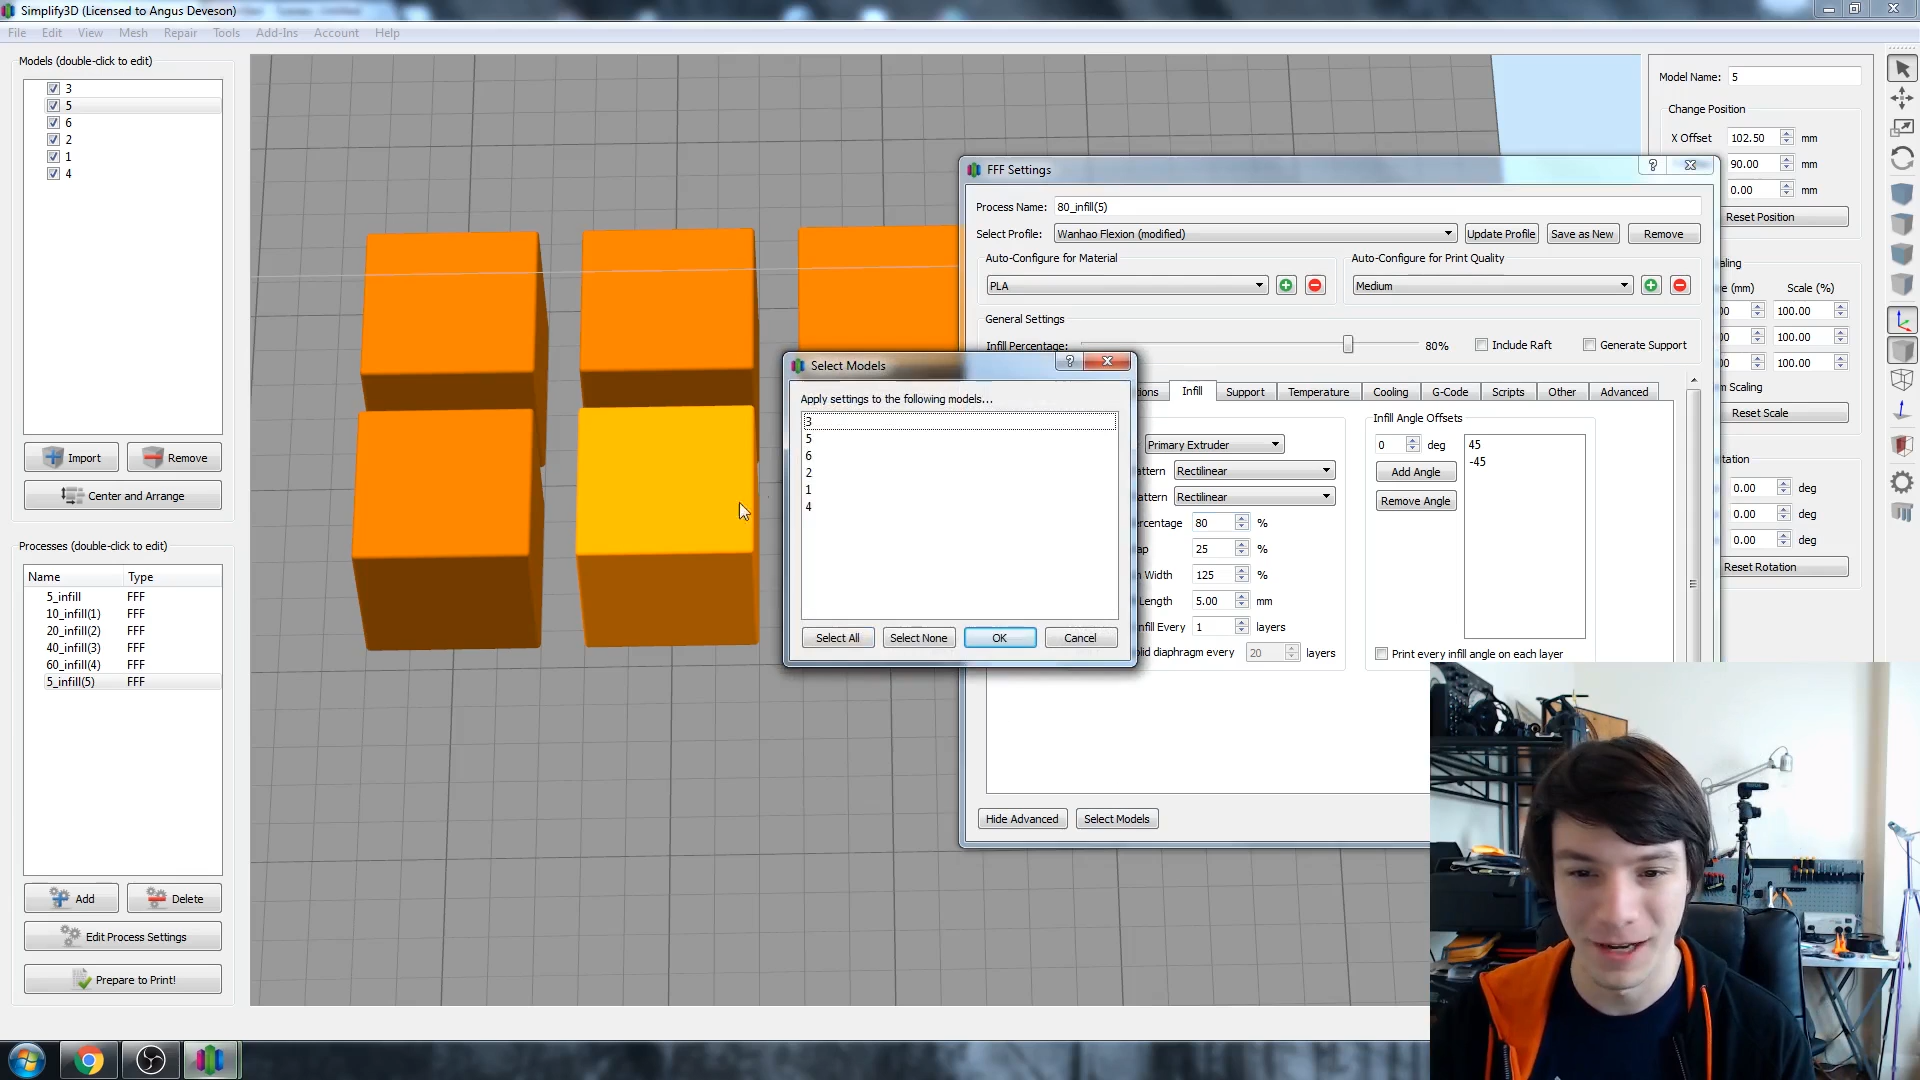 Simplify3D (Licensed to Angus Deveson)
File Edit View Mesh Repair Tools Add-Ins Account Help
Models (double-click to edit)
3
5
6
2
1
4
Import Remove
Center and Arrange
Processes (double-click to edit)
Name Type
5_infill FFF
10_infill(1) FFF
20_infill(2) FFF
40_infill(3) FFF
60_infill(4) FFF
5_infill(5) FFF
Add Delete
Edit Process Settings
Prepare to Print!
FFF Settings
Process Name: 80_infill(5)
Select Profile: Wanhao Flexion (modified) Update Profile Save as New Remove
Auto-Configure for Material
PLA
Auto-Configure for Print Quality
Medium
General Settings
Infill Percentage: 80% Include Raft Generate Support
Infill Support Temperature Cooling G-Code Scripts Other Advanced
Primary Extruder
Rectilinear
Rectilinear
80 %
25 %
Width 125 %
Length 5.00 mm
Every 1 layers
diaphragm every 20 layers
Infill Angle Offsets
0 deg
Add Angle
Remove Angle
45
-45
Print every infill angle on each layer
Hide Advanced Select Models
Select Models
Apply settings to the following models...
3
5
6
2
1
4
Select All Select None OK Cancel
Model Name: 5
Change Position
X Offset 102.50 mm
90.00 mm
0.00 mm
Reset Position
(mm) Scale (%)
100.00
100.00
100.00
Scaling
Reset Scale
0.00 deg
0.00 deg
0.00 deg
Reset Rotation